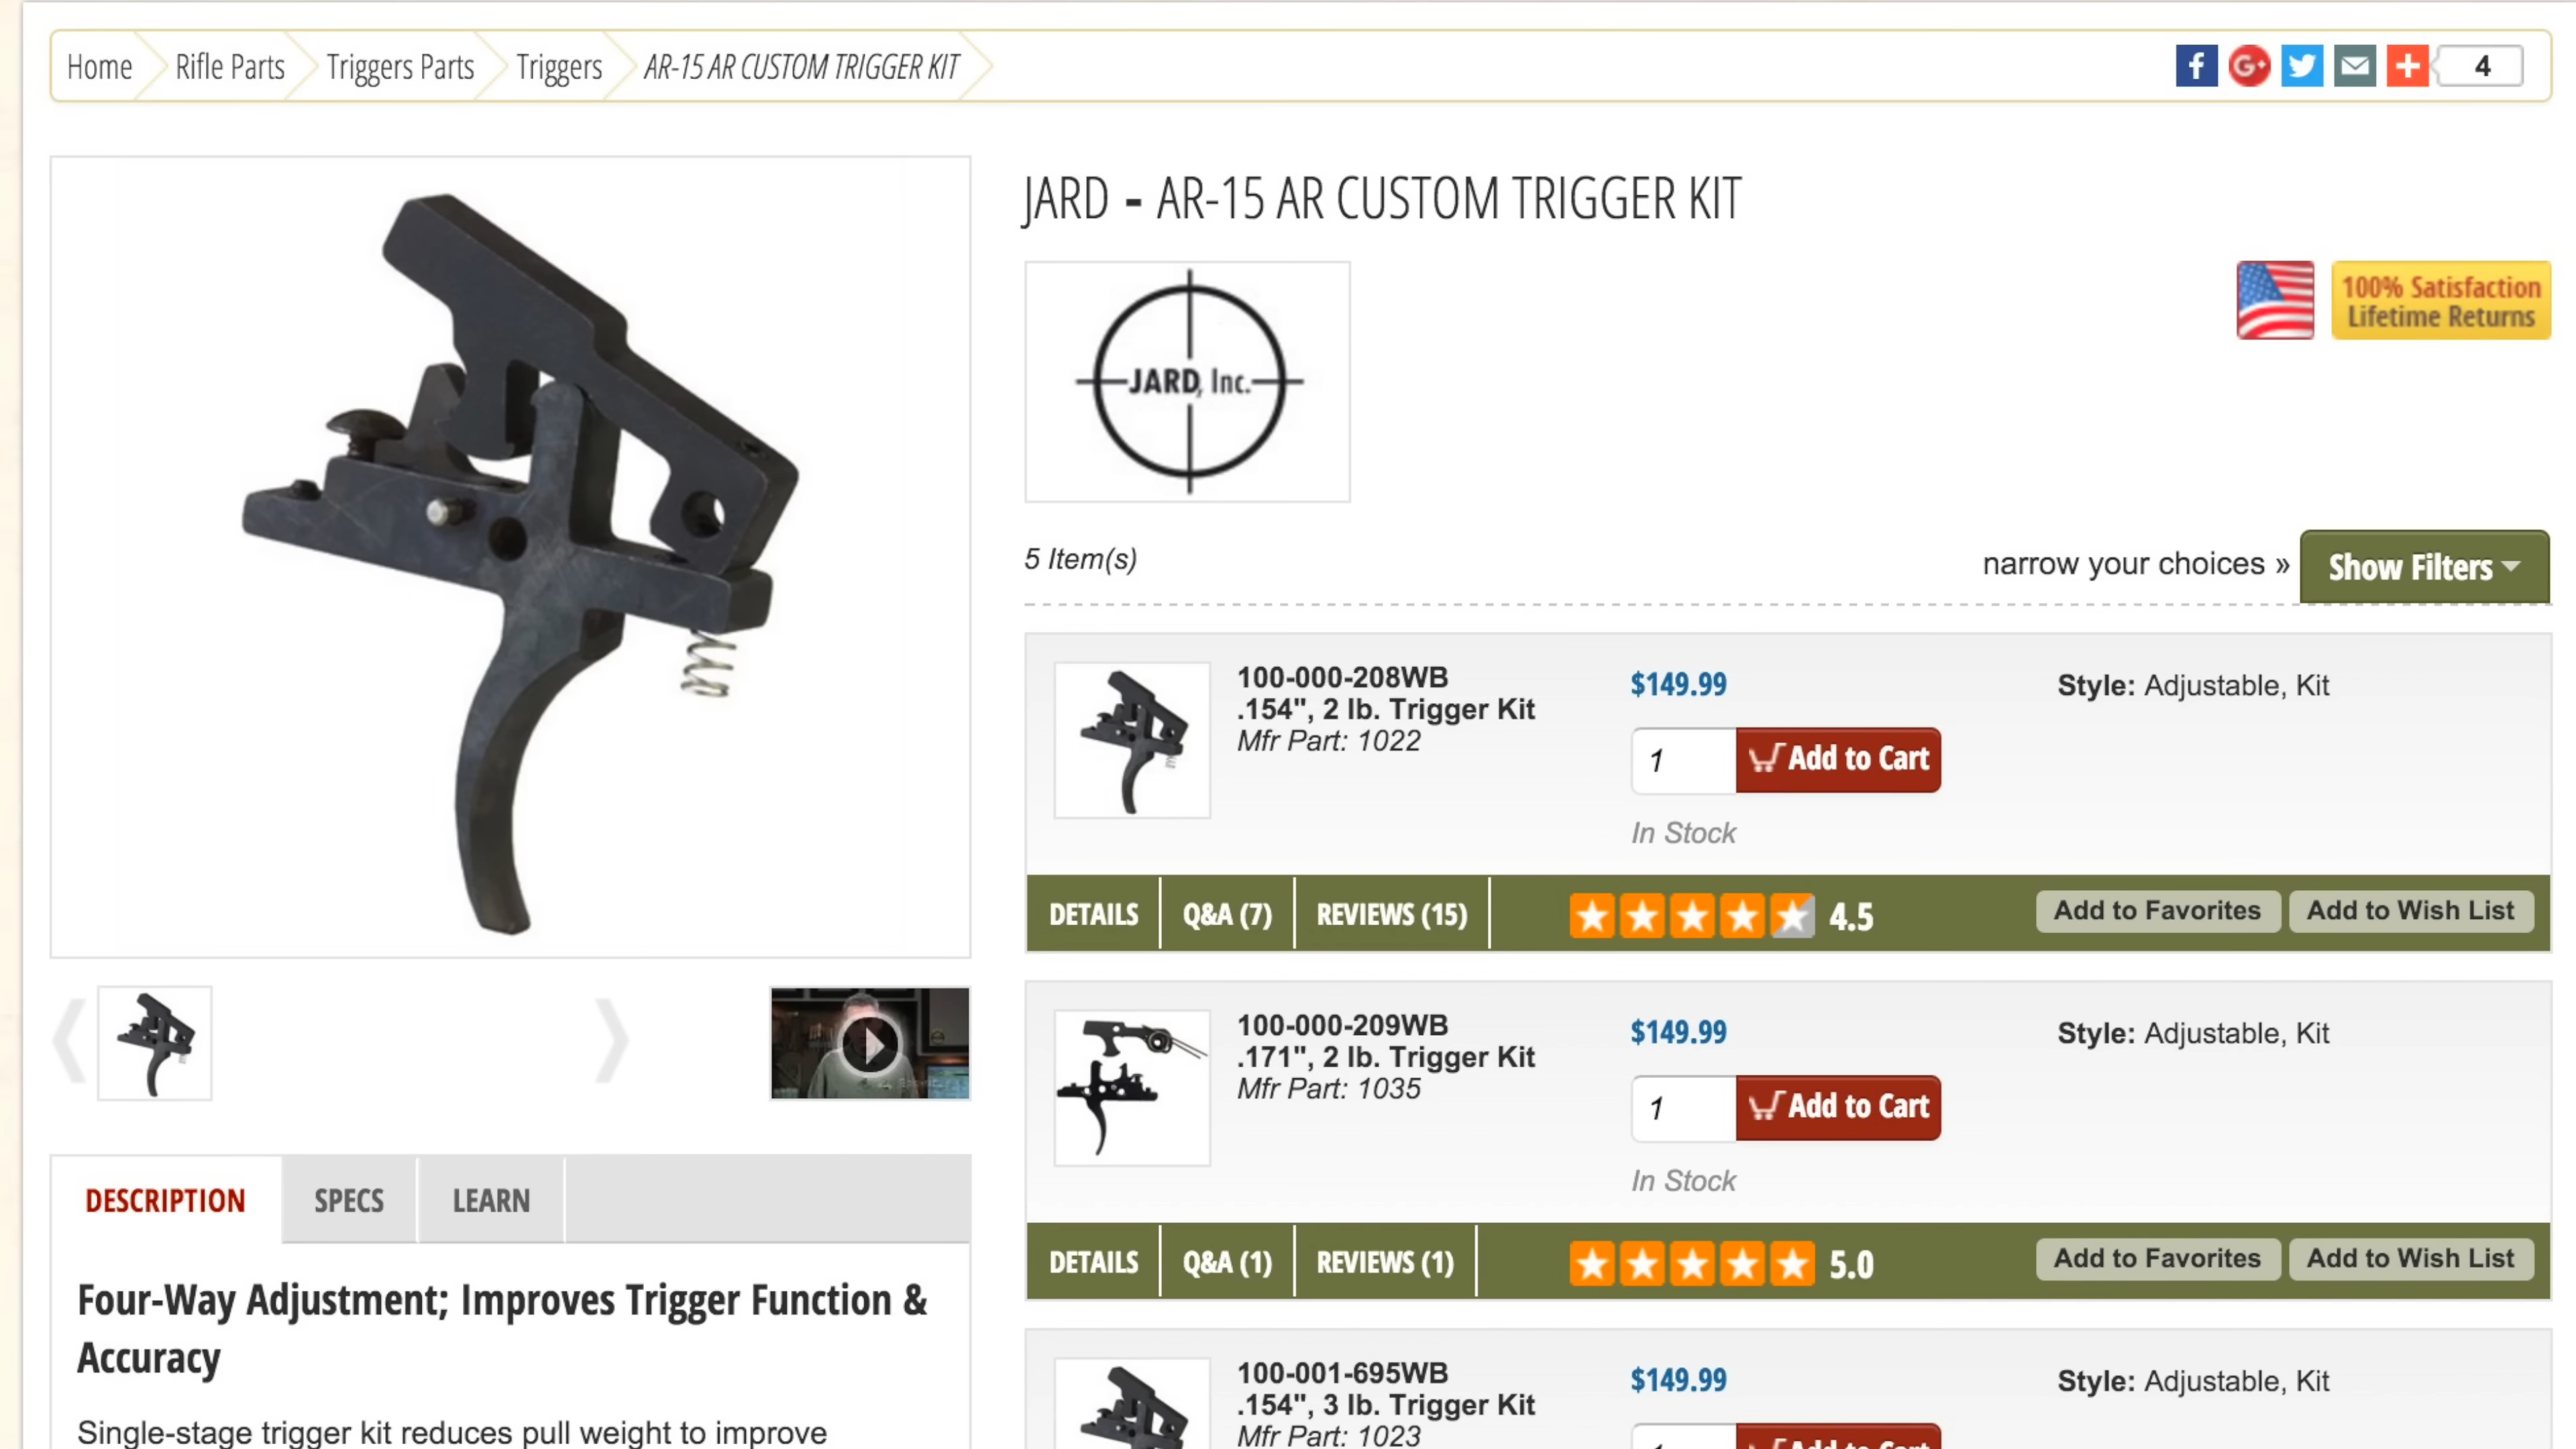 Home
Rifle Parts
Triggers Parts
Triggers
AR-15 AR CUSTOM TRIGGER KIT
4
JARD - AR-15 AR CUSTOM TRIGGER KIT
JARD, Inc.
100% Satisfaction
Lifetime Returns
5 Item(s)
narrow your choices »
Show Filters
100-000-208WB
.154", 2 lb. Trigger Kit
Mfr Part: 1022
$149.99
1
Add to Cart
In Stock
Style: Adjustable, Kit
DETAILS
Q&A (7)
REVIEWS (15)
4.5
Add to Favorites
Add to Wish List
100-000-209WB
.171", 2 lb. Trigger Kit
Mfr Part: 1035
$149.99
1
Add to Cart
In Stock
Style: Adjustable, Kit
DETAILS
Q&A (1)
REVIEWS (1)
5.0
Add to Favorites
Add to Wish List
100-001-695WB
.154", 3 lb. Trigger Kit
Mfr Part: 1023
$149.99
Add to Cart
Style: Adjustable, Kit
DESCRIPTION
SPECS
LEARN
Four-Way Adjustment; Improves Trigger Function &
Accuracy
Single-stage trigger kit reduces pull weight to improve